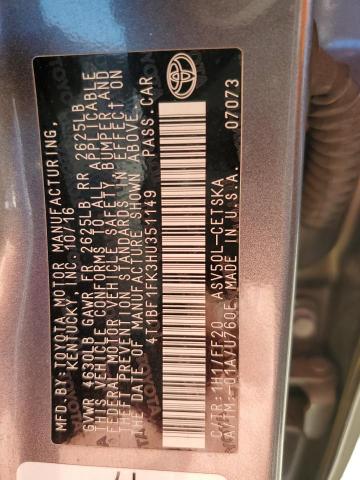 MFD. BY: TOYOTA MOTOR MANUFACTURING,
KENTUCKY, INC. 10/16
GVWR 4630LB GAWR FR 2625LB RR 2625LB
THIS VEHICLE CONFORMS TO ALL APPLICABLE
FEDERAL MOTOR VEHICLE SAFETY, BUMPER, AND
THEFT PREVENTION STANDARDS IN EFFECT ON
THE DATE OF MANUFACTURE SHOWN ABOVE.
4T1BF1FK3HU351149 PASS. CAR
C/TR: 1H1/FF20 ASV50L-CETSKA
A/TM: -01A/U760E MADE IN U.S.A. 07073